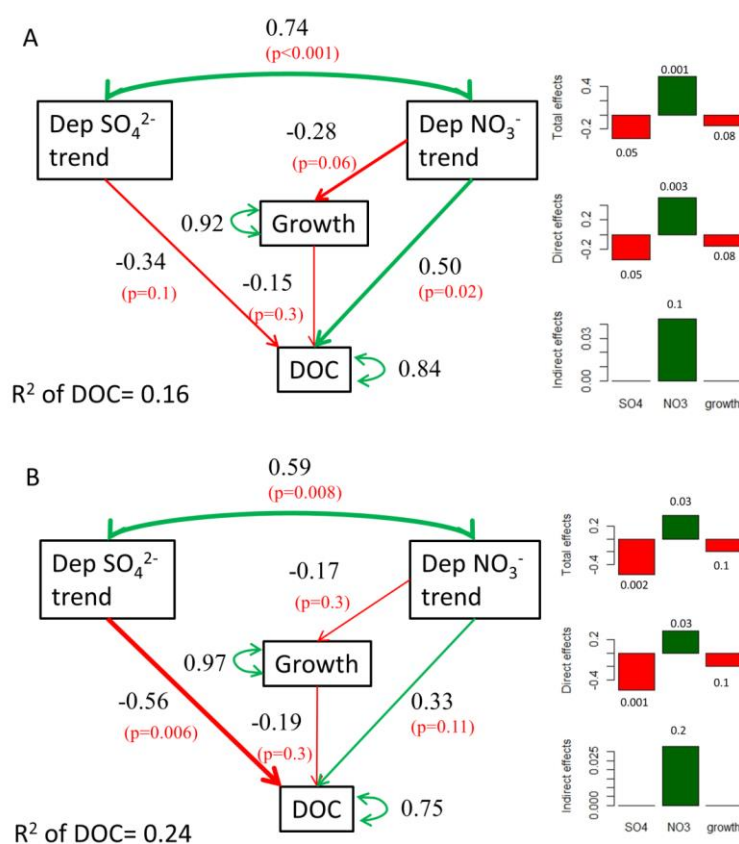 A
0.74
(p<0.001)
Dep SO₄²⁻
trend
Dep NO₃⁻
trend
-0.28
(p=0.06)
0.92
Growth
-0.34
(p=0.1)
-0.15
(p=0.3)
0.50
(p=0.02)
DOC
0.84
R² of DOC= 0.16
Total effects
0.4
-0.2
0.05
0.001
0.08
Direct effects
0.2
-0.2
0.05
0.003
0.08
Indirect effects
0.03
0.00
0.1
SO4 NO3 growth
B
0.59
(p=0.008)
Dep SO₄²⁻
trend
Dep NO₃⁻
trend
-0.17
(p=0.3)
0.97
Growth
-0.56
(p=0.006)
-0.19
(p=0.3)
0.33
(p=0.11)
DOC
0.75
R² of DOC= 0.24
Total effects
0.2
-0.4
0.002
0.03
0.1
Direct effects
0.2
-0.4
0.001
0.03
0.1
Indirect effects
0.025
0.000
0.2
SO4 NO3 growth